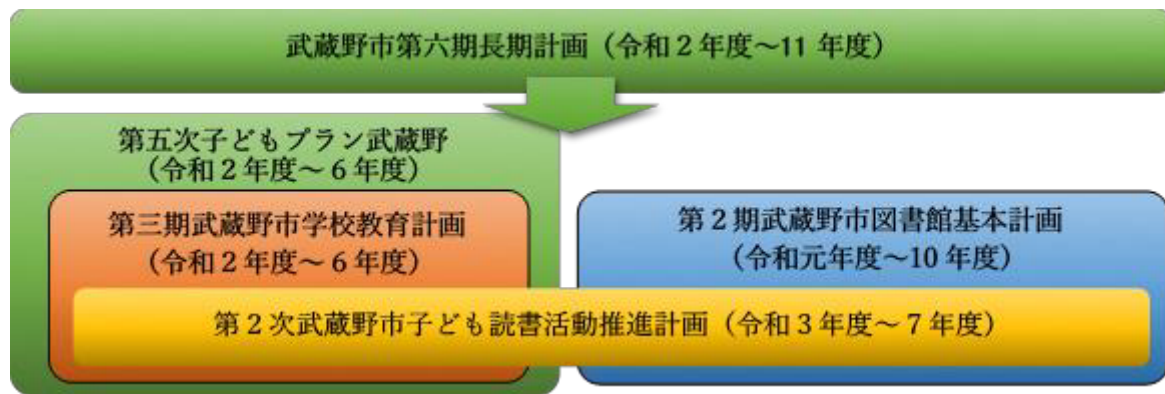 武蔵野市第六期長期計画（令和２年度～11 年度）
第五次子どもプラン武蔵野
（令和２年度～６年度）
第三期武蔵野市学校教育計画
（令和２年度～６年度）
第２期武蔵野市図書館基本計画
（令和元年度～10 年度）
第２次武蔵野市子ども読書活動推進計画（令和３年度～７年度）